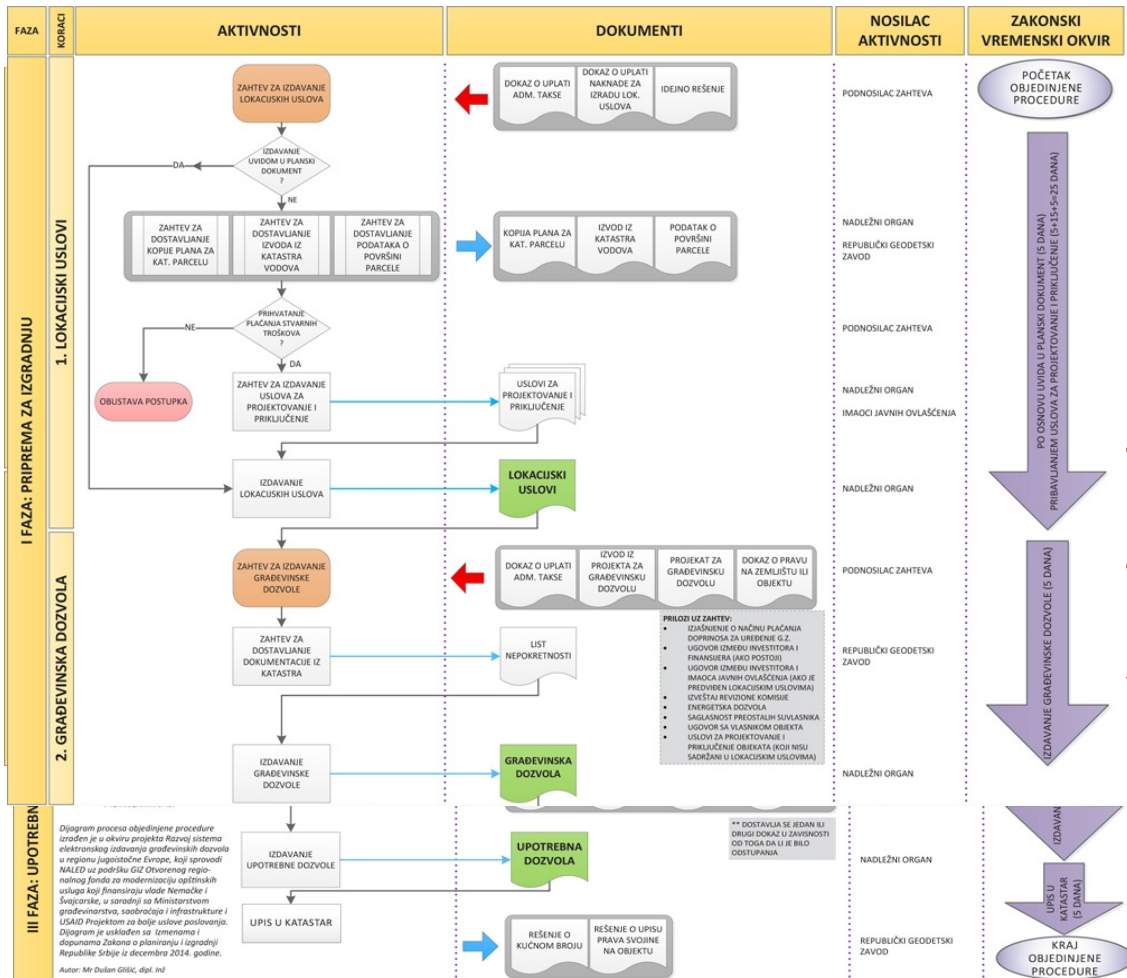 FAZA
KORACI
AKTIVNOSTI
DOKUMENTI
NOSILAC
AKTIVNOSTI
ZAKONSKI
VREMENSKI OKVIR
I FAZA: PRIPREMA ZA IZGRADNJU
1. LOKACIJSKI USLOVI
ZAHTEV ZA IZDAVANJE
LOKACIJSKIH USLOVA
DOKAZ O UPLATI
ADM. TAKSE
DOKAZ O UPLATI
NAKNADE ZA
IZRADU LOK.
USLOVA
IDEJNO REŠENJE
PODNOSILAC ZAHTEVA
POČETAK
OBJEDINJENE
PROCEDURE
IZDAVANJE
UVIDOM U PLANSKI
DOKUMENT
?
DA
NE
ZAHTEV ZA
DOSTAVLJANJE
KOPIJE PLANA ZA
KAT. PARCELU
ZAHTEV ZA
DOSTAVLJANJE
IZVODA IZ
KATASTRA
VODOVA
ZAHTEV ZA
DOSTAVLJANJE
PODATAKA O
POVRŠINI
PARCELE
KOPIJA PLANA ZA
KAT. PARCELU
IZVOD IZ
KATASTRA
VODOVA
PODATAK O
POVRŠINI
PARCELE
NADLEŽNI ORGAN
REPUBLIČKI GEODETSKI
ZAVOD
PO OSNOVU UVIDA U PLANSKI DOKUMENT (5 DANA)
PRIBAVLJANJEM USLOVA ZA PROJEKTOVANJE I PRIKLJUČENJE (5+15+5=25 DANA)
PRIHVATANJE
PLAĆANJA STVARNIH
TROŠKOVA
?
NE
DA
PODNOSILAC ZAHTEVA
OBUSTAVA POSTUPKA
ZAHTEV ZA IZDAVANJE
USLOVA ZA
PROJEKTOVANJE I
PRIKLJUČENJE
USLOVI ZA
PROJEKTOVANJE I
PRIKLJUČENJE
NADLEŽNI ORGAN
IMAOCI JAVNIH OVLAŠĆENJA
IZDAVANJE
LOKACIJSKIH USLOVA
LOKACIJSKI
USLOVI
NADLEŽNI ORGAN
2. GRAĐEVINSKA DOZVOLA
ZAHTEV ZA IZDAVANJE
GRAĐEVINSKE
DOZVOLE
DOKAZ O UPLATI
ADM. TAKSE
IZVOD IZ
PROJEKTA ZA
GRAĐEVINSKU
DOZVOLU
PROJEKAT ZA
GRAĐEVINSKU
DOZVOLU
DOKAZ O PRAVU
NA ZEMLJIŠTU ILI
OBJEKTU
PODNOSILAC ZAHTEVA
IZDAVANJE GRAĐEVINSKE DOZVOLE (5 DANA)
ZAHTEV ZA
DOSTAVLJANJE
DOKUMENTACIJE IZ
KATASTRA
LIST
NEPOKRETNOSTI
PRILOZI UZ ZAHTEV:
• IZJAŠNJENJE O NAČINU PLAĆANJA
DOPRINOSA ZA UREĐENJE G.Z.
• UGOVOR IZMEĐU INVESTITORA I
FINANSIJERA (AKO POSTOJI)
• UGOVOR IZMEĐU INVESTITORA I
IMAOCA JAVNIH OVLAŠĆENJA (AKO JE
PREDVIĐEN LOKACIJSKIM USLOVIMA)
• IZVEŠTAJ REVIZIONE KOMISIJE
• ENERGETSKA DOZVOLA
• SAGLASNOST PREOSTALIH SUVLASNIKA
• UGOVOR SA VLASNIKOM OBJEKTA
• USLOVI ZA PROJEKTOVANJE I
PRIKLJUČENJE OBJEKATA (KOJI NISU
SADRŽANI U LOKACIJSKIM USLOVIMA)
REPUBLIČKI GEODETSKI
ZAVOD
IZDAVANJE
GRAĐEVINSKE
DOZVOLE
GRAĐEVINSKA
DOZVOLA
NADLEŽNI ORGAN
III FAZA: UPOTREBN
Dijagram procesa objedinjene procedure
izrađen je u okviru projekta Razvoj sistema
elektronskog izdavanja građevinskih dozvola
u regionu jugoistočne Evrope, koji sprovodi
NALED uz podršku GIZ Otvorenog regio-
nalnog fonda za modernizaciju opštinskih
usluga koji finansiraju vlade Nemačke i
Švajcarske, u saradnji sa Ministarstvom
građevinarstva, saobraćaja i infrastrukture i
USAID Projektom za bolje uslove poslovanja.
Dijagram je usklađen sa Izmenama i
dopunama Zakona o planiranju i izgradnji
Republike Srbije iz decembra 2014. godine.
Autor: Mr Dušan Glišić, dipl. Inž
IZDAVANJE
UPOTREBNE DOZVOLE
UPOTREBNA
DOZVOLA
** DOSTAVLJA SE JEDAN ILI
DRUGI DOKAZ U ZAVISNOSTI
OD TOGA DA LI JE BILO
ODSTUPANJA
NADLEŽNI ORGAN
IZDAVAN
UPIS U KATASTAR
UPIS U
KATASTAR
(5 DANA)
REŠENJE O
KUĆNOM BROJU
REŠENJE O UPISU
PRAVA SVOJINE
NA OBJEKTU
REPUBLIČKI GEODETSKI
ZAVOD
KRAJ
OBJEDINJENE
PROCEDURE